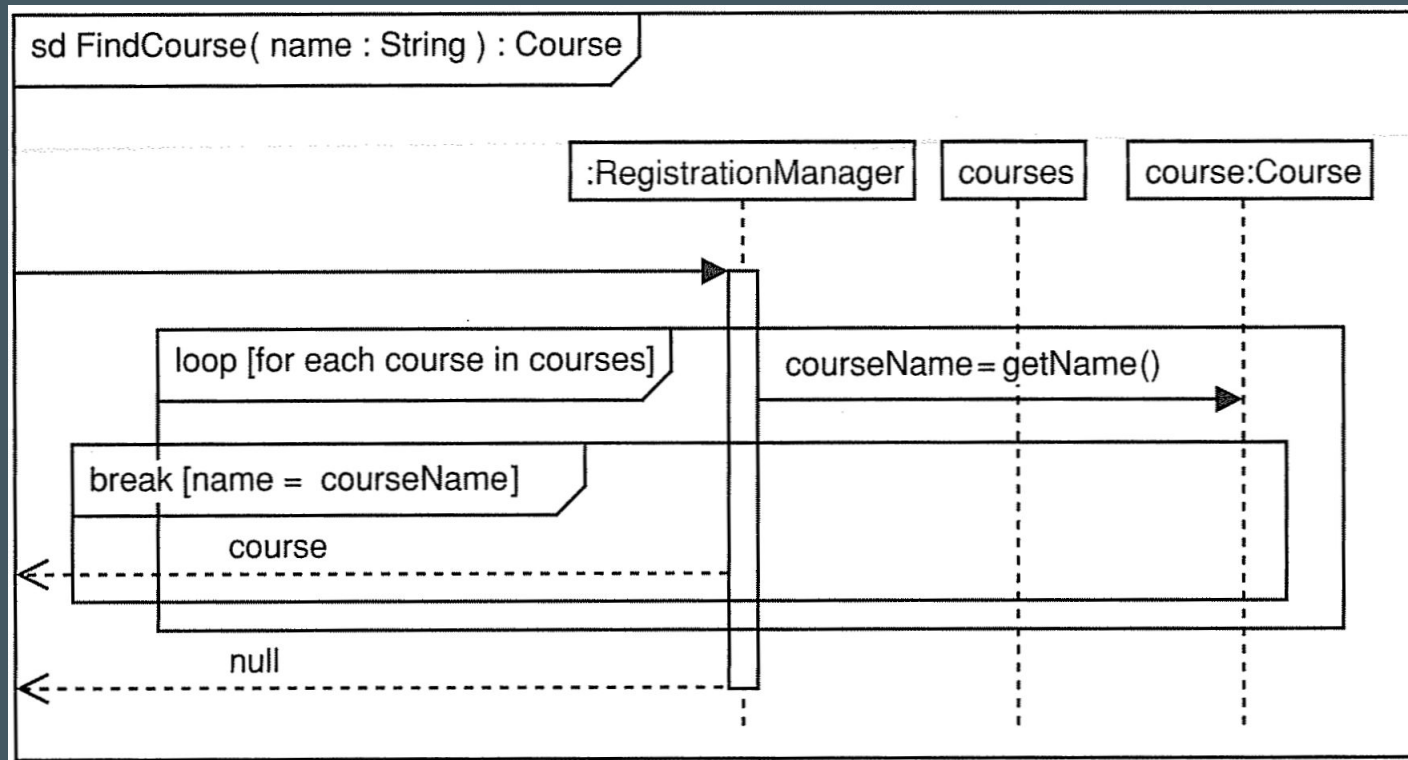 sd FindCourse( name : String ) : Course
:RegistrationManager
courses
course:Course
loop [for each course in courses]
courseName=getName()
break [name = courseName]
course
null